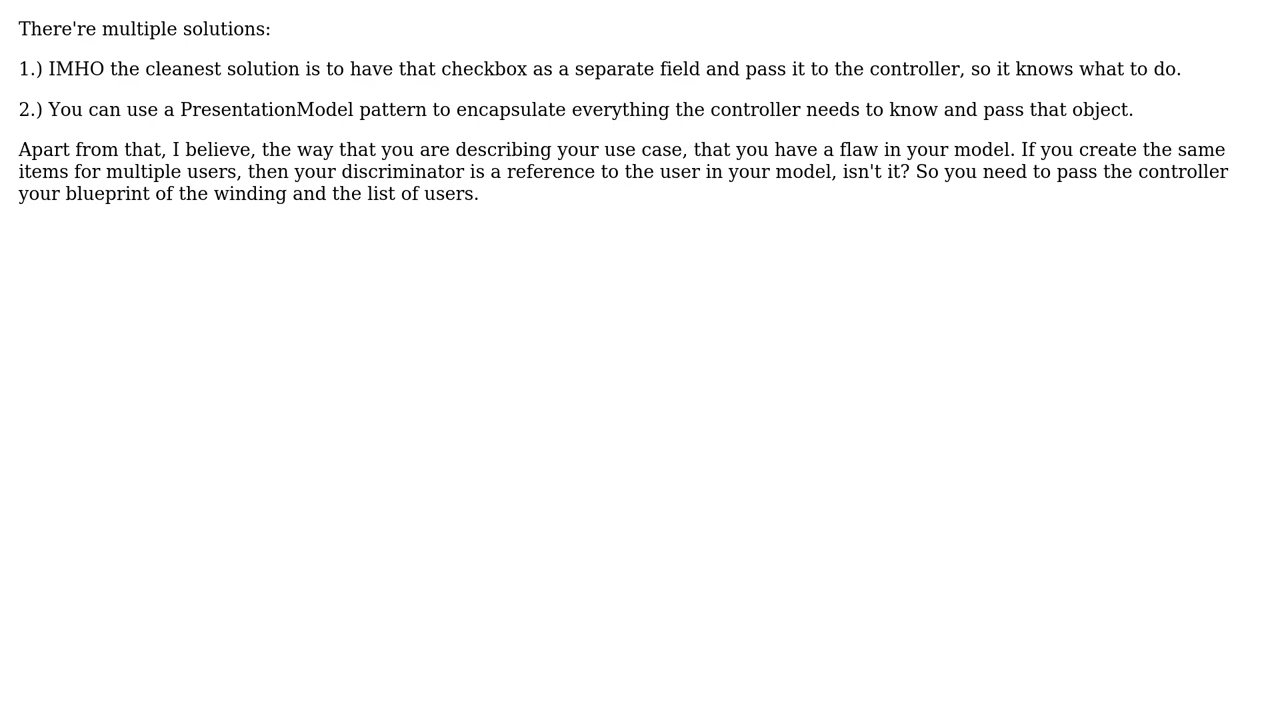 There're multiple solutions:
1.) IMHO the cleanest solution is to have that checkbox as a separate field and pass it to the controller, so it knows what to do.
2.) You can use a PresentationModel pattern to encapsulate everything the controller needs to know and pass that object.
Apart from that, I believe, the way that you are describing your use case, that you have a flaw in your model. If you create the same
items for multiple users, then your discriminator is a reference to the user in your model, isn't it? So you need to pass the controller
your blueprint of the winding and the list of users.